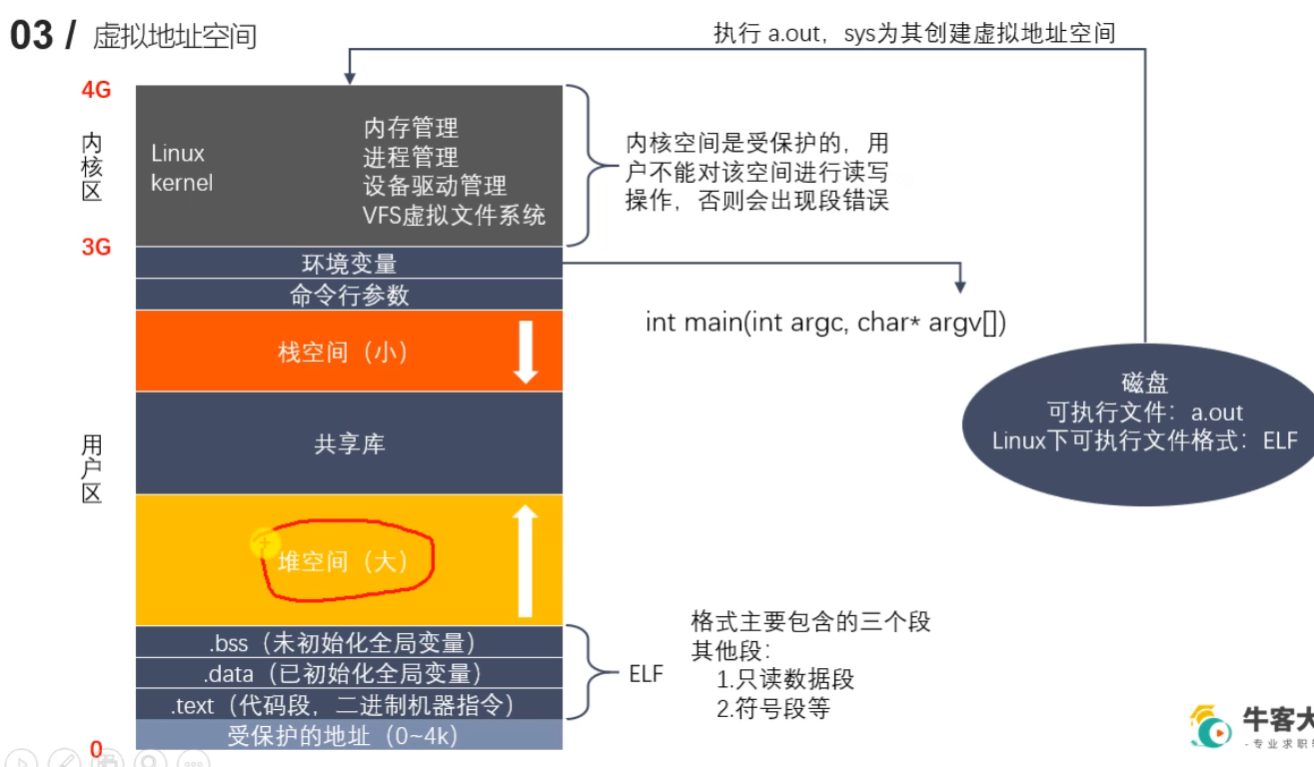 03 / 虚拟地址空间
执行 a.out，sys为其创建虚拟地址空间
4G
内核区
Linux
kernel
内存管理
进程管理
设备驱动管理
VFS虚拟文件系统
内核空间是受保护的，用
户不能对该空间进行读写
操作，否则会出现段错误
3G
环境变量
命令行参数
int main(int argc, char* argv[])
栈空间（小）
磁盘
可执行文件：a.out
Linux下可执行文件格式：ELF
共享库
用户区
堆空间（大）
.bss（未初始化全局变量）
.data（已初始化全局变量）
.text（代码段，二进制机器指令）
受保护的地址（0~4k）
0
ELF
格式主要包含的三个段
其他段：
1.只读数据段
2.符号段等
牛客大
-专业求职